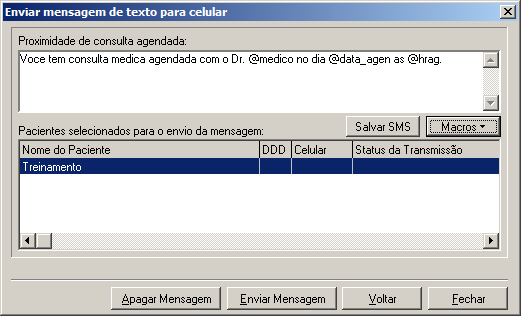 Enviar mensagem de texto para celular
Proximidade de consulta agendada:
Voce tem consulta medica agendada com o Dr. @medico no dia @data_agen as @hrag.
Salvar SMS
Macros
Pacientes selecionados para o envio da mensagem:
Nome do Paciente DDD Celular Status da Transmissão
Treinamento
Apagar Mensagem Enviar Mensagem Voltar Fechar